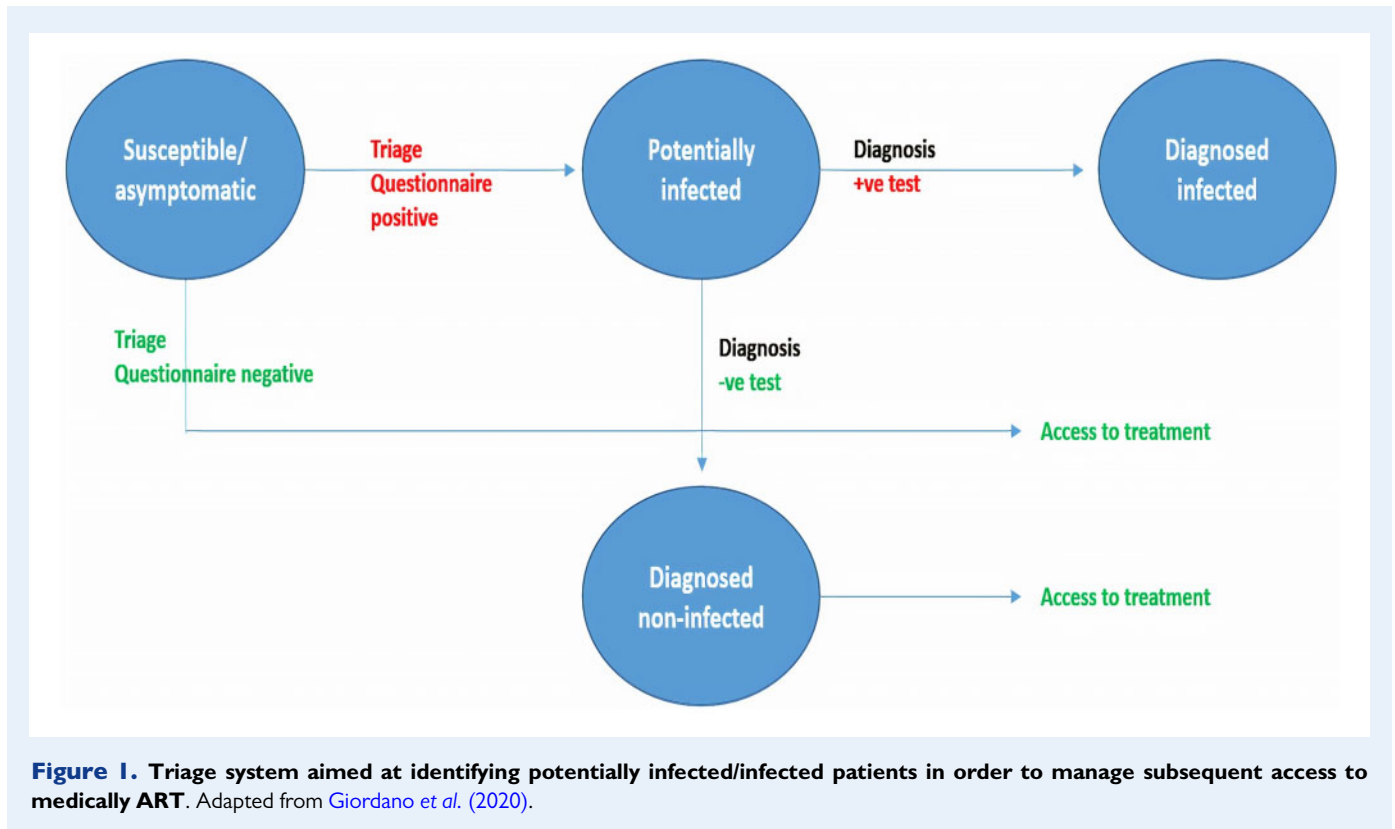 Susceptible/
asymptomatic
Triage
Questionnaire
positive
Potentially
infected
Diagnosis
+ve test
Diagnosed
infected
Triage
Questionnaire negative
Diagnosis
-ve test
Access to treatment
Diagnosed
non-infected
Access to treatment
Figure 1. Triage system aimed at identifying potentially infected/infected patients in order to manage subsequent access to
medically ART. Adapted from Giordano et al. (2020).